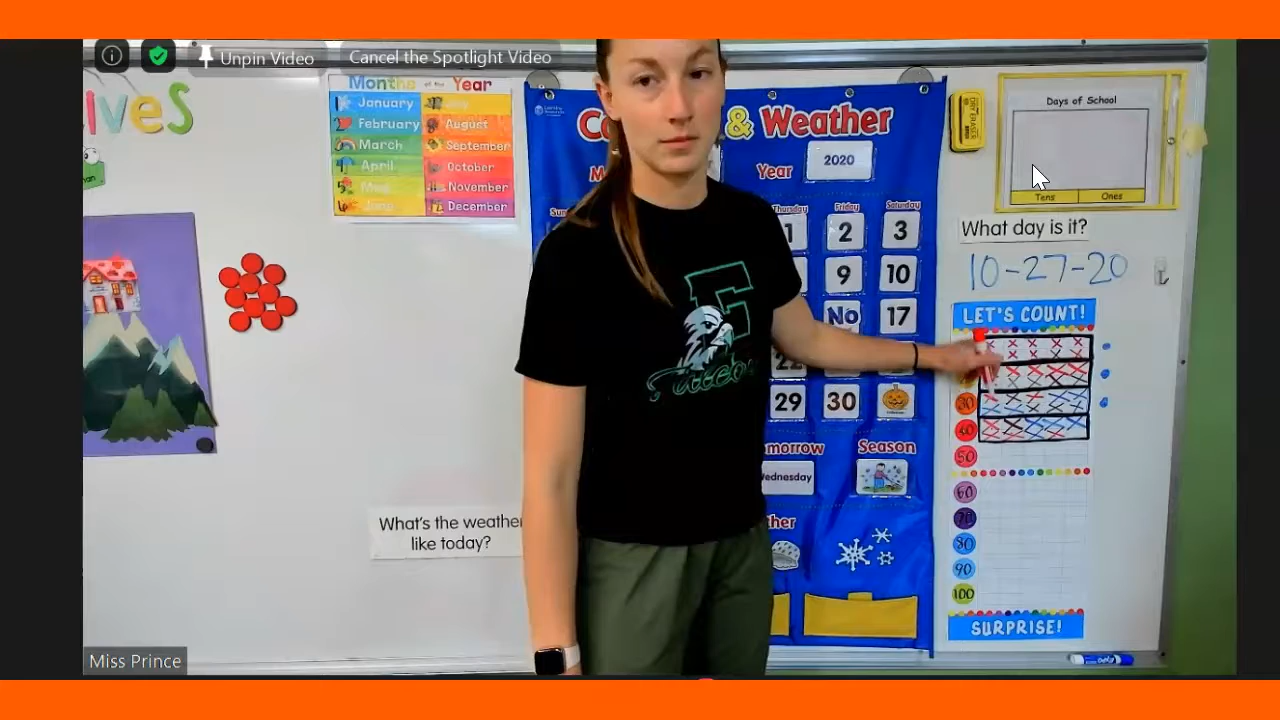 Unpin Video
Cancel the Spotlight Video
lves
Months of the Year
January
February
March
April
May
June
July
August
September
October
November
December
& Weather
Year
2020
Thursday
Friday
Saturday
1
2
3
9
10
No
17
22
29
30
Season
Wednesday
Days of School
Tens
Ones
What day is it?
10-27-20
LET'S COUNT!
30
40
50
60
70
80
90
100
SURPRISE!
F
What's the weather
like today?
Miss Prince